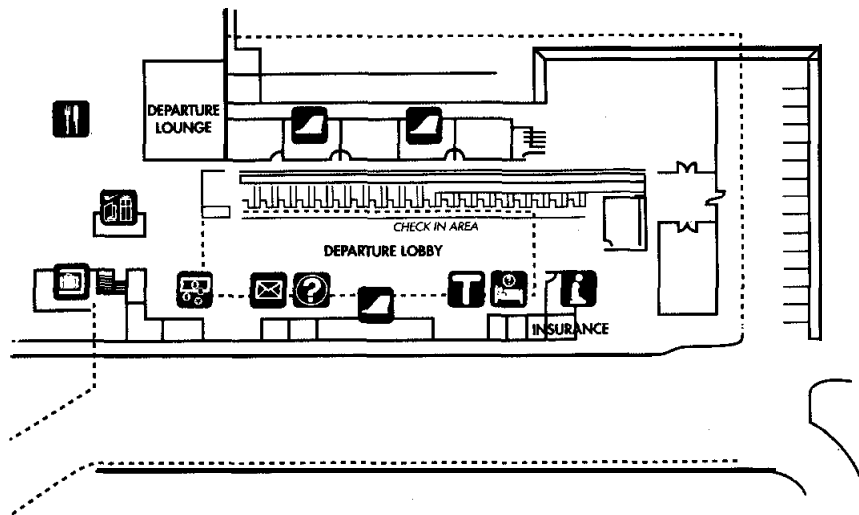 DEPARTURE
LOUNGE
CHECK IN AREA
DEPARTURE LOBBY
?
T
i
INSURANCE